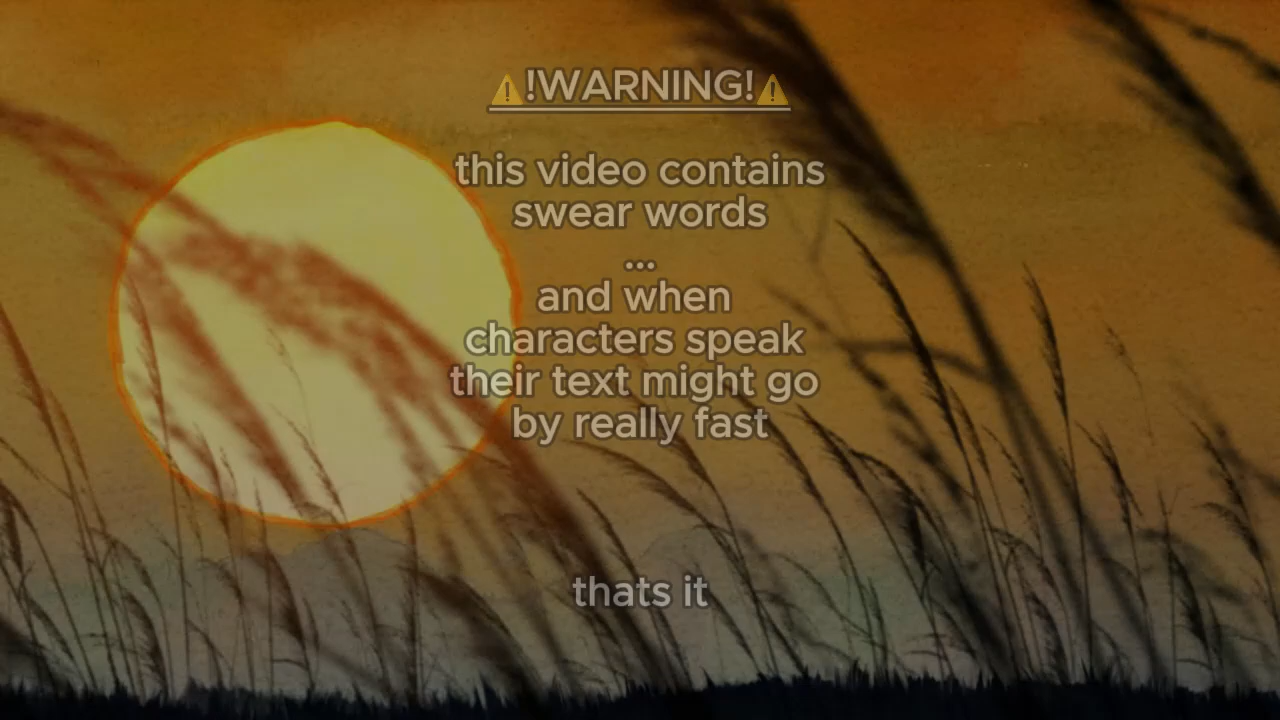 ⚠️!WARNING!⚠️
this video contains
swear words
...
and when
characters speak
their text might go
by really fast
thats it